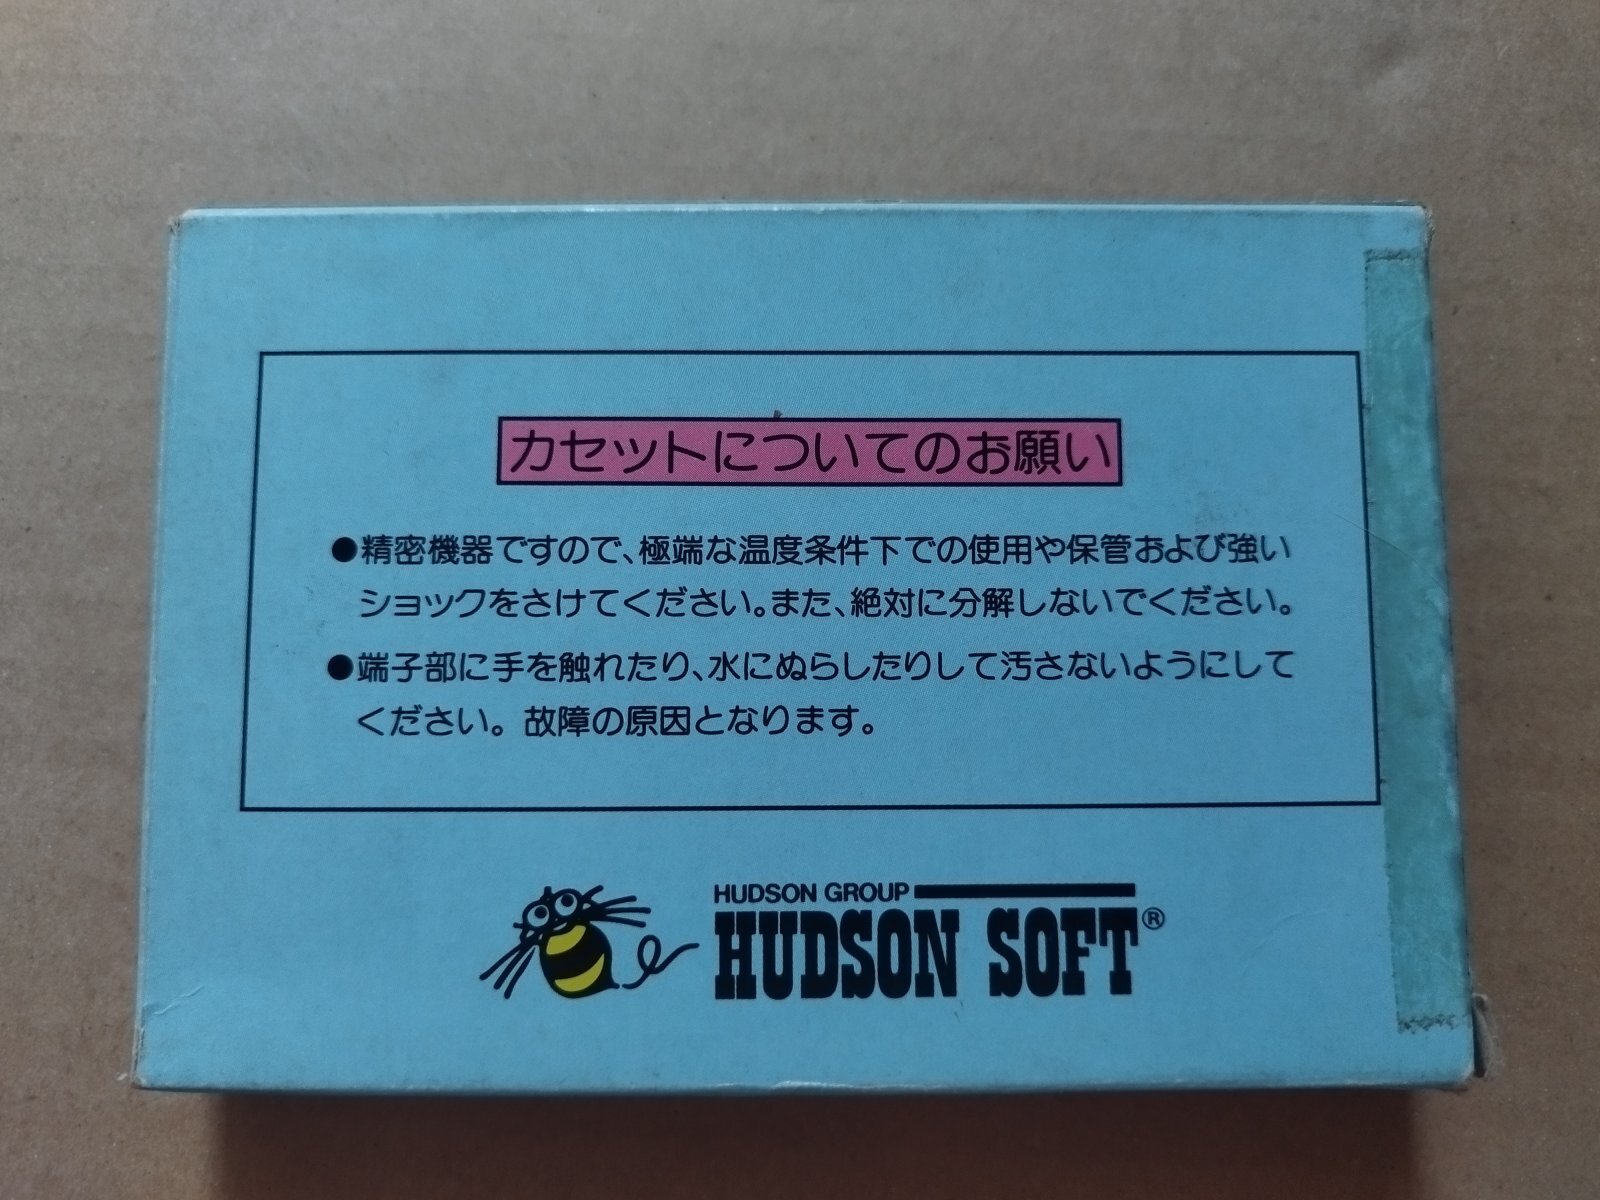 カセットについてのお願い
●精密機器ですので、極端な温度条件下での使用や保管および強い
ショックをさけてください。また、絶対に分解しないでください。
●端子部に手を触れたり、水にぬらしたりして汚さないようにして
ください。故障の原因となります。
HUDSON GROUP
HUDSON SOFT®